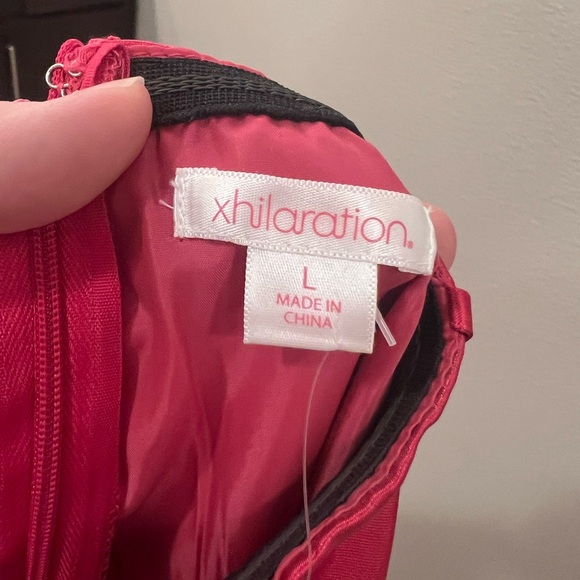 xhilaration.
L
MADE IN
CHINA